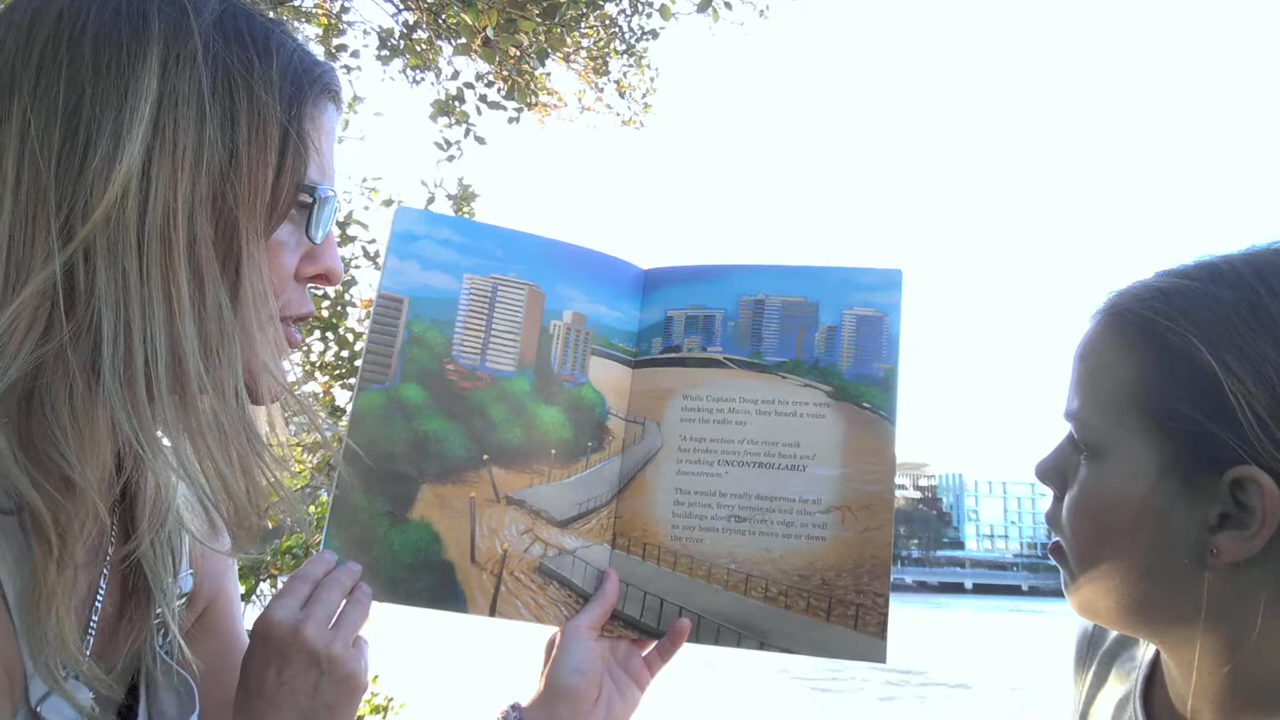 While Captain Doug and his crew were
checking on Mavis, they heard a voice
over the radio say -
"A huge section of the river walk
has broken away from the bank and
is rushing UNCONTROLLABLY
downstream."
This would be really dangerous for all
the jetties, ferry terminals and other
buildings along the river's edge, as well
as any boats trying to move up or down
the river.